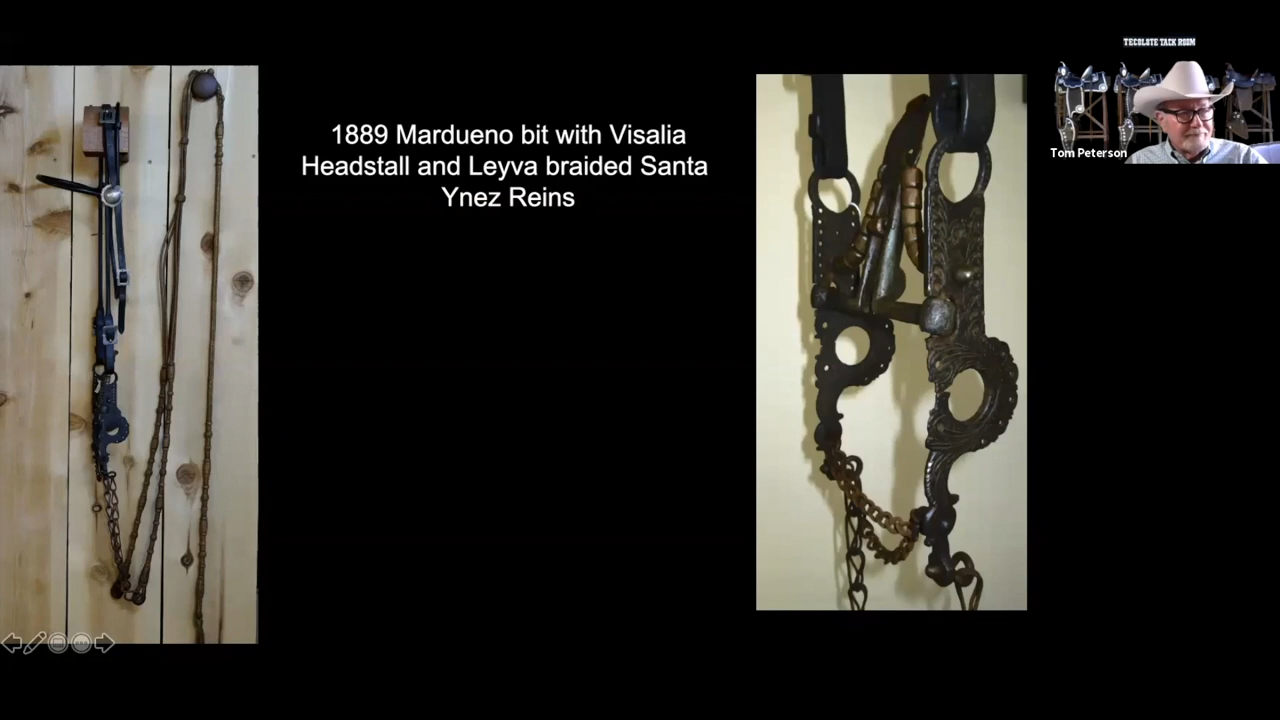 TECOLOTE TACK ROOM
Tom Peterson
1889 Mardueno bit with Visalia
Headstall and Leyva braided Santa
Ynez Reins